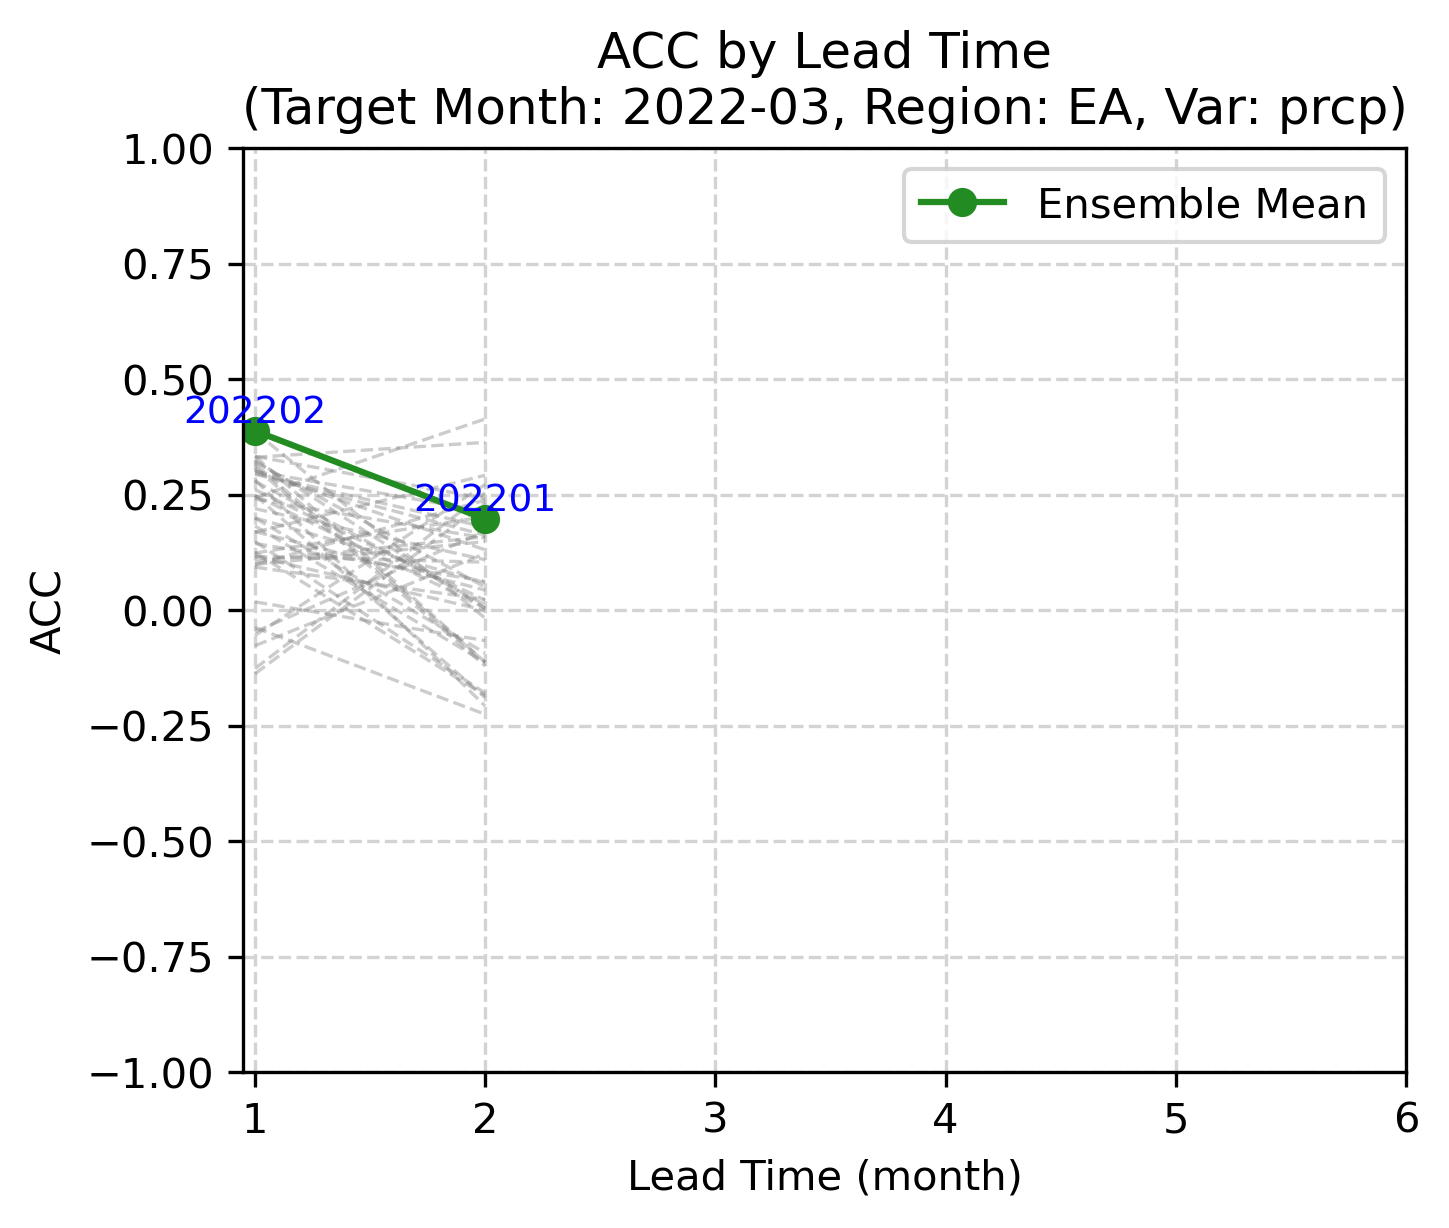 ACC by Lead Time
(Target Month: 2022-03, Region: EA, Var: prcp)
Ensemble Mean
1.00
0.75
0.50
0.25
0.00
−0.25
−0.50
−0.75
−1.00
202202
202201
ACC
1 2 3 4 5 6
Lead Time (month)